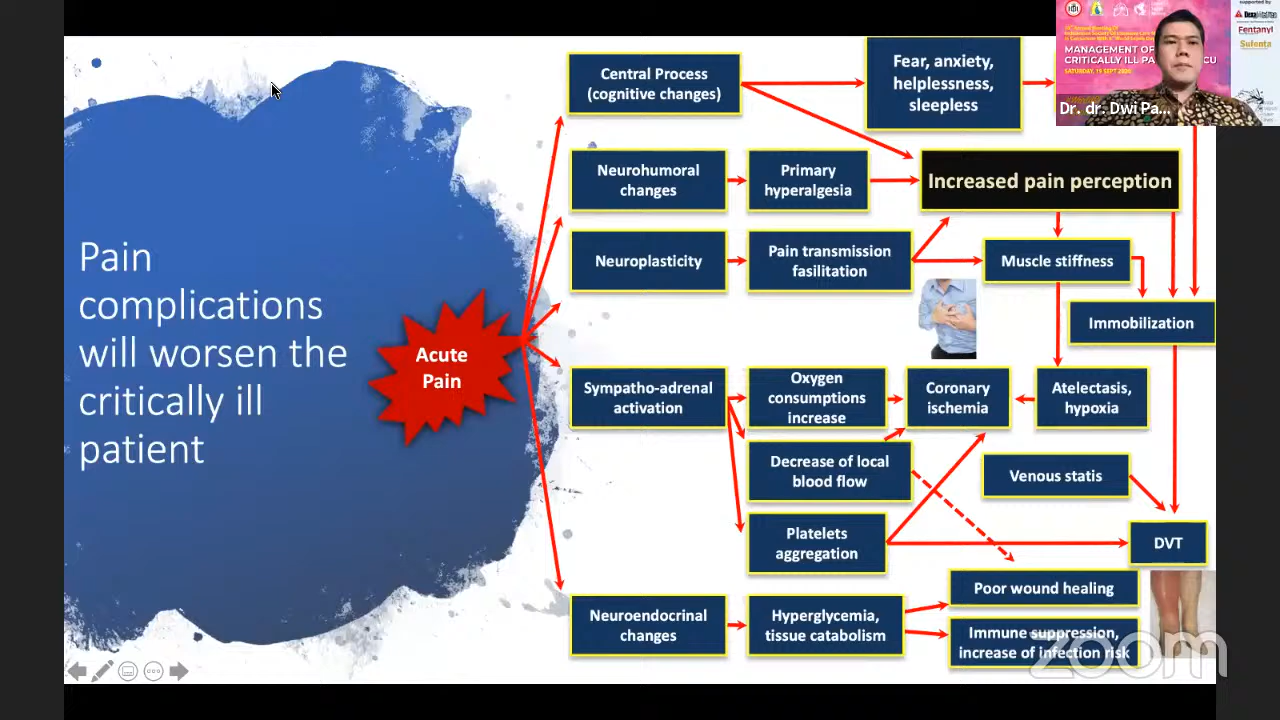 Pain
complications
will worsen the
critically ill
patient
Acute
Pain
Central Process
(cognitive changes)
Fear, anxiety,
helplessness,
sleepless
Neurohumoral
changes
Primary
hyperalgesia
Increased pain perception
Neuroplasticity
Pain transmission
fasilitation
Muscle stiffness
Immobilization
Sympatho-adrenal
activation
Oxygen
consumptions
increase
Coronary
ischemia
Atelectasis,
hypoxia
Decrease of local
blood flow
Venous statis
Platelets
aggregation
DVT
Neuroendocrinal
changes
Hyperglycemia,
tissue catabolism
Poor wound healing
Immune suppression,
increase of infection risk
MANAGEMENT OF
CRITICALLY ILL PA
CU
SATURDAY, 19 SEPT 2020
Dr. dr. Dwi Pa...
supported by
Fentanyl
Sufenta
zoom